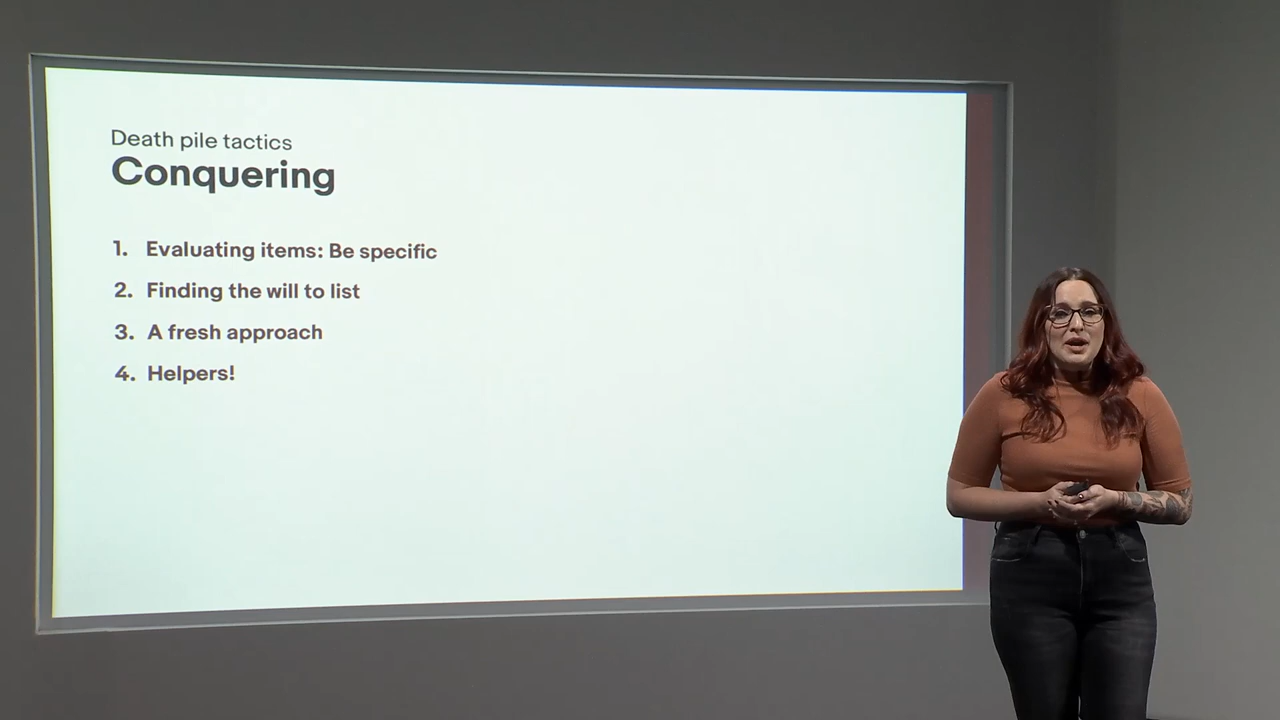 Death pile tactics
Conquering
1. Evaluating items: Be specific
2. Finding the will to list
3. A fresh approach
4. Helpers!